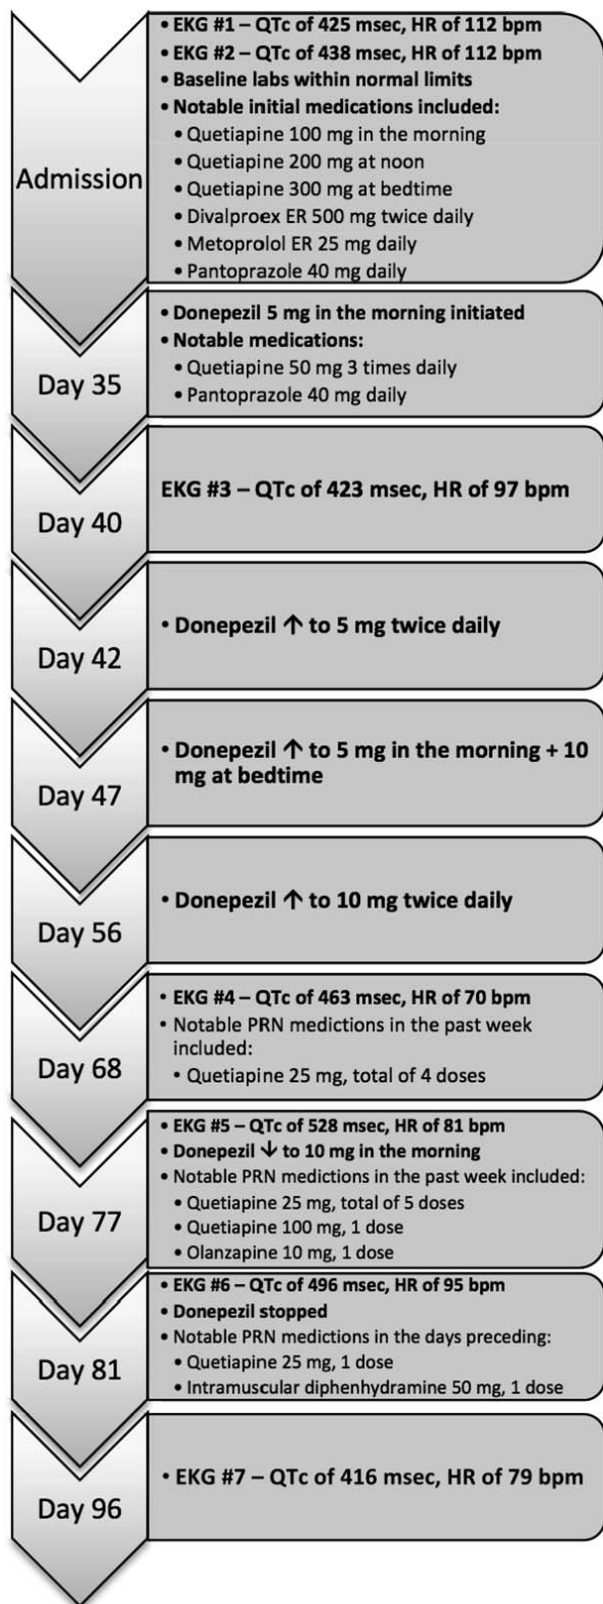 Admission
• EKG #1 – QTc of 425 msec, HR of 112 bpm
• EKG #2 – QTc of 438 msec, HR of 112 bpm
• Baseline labs within normal limits
• Notable initial medications included:
• Quetiapine 100 mg in the morning
• Quetiapine 200 mg at noon
• Quetiapine 300 mg at bedtime
• Divalproex ER 500 mg twice daily
• Metoprolol ER 25 mg daily
• Pantoprazole 40 mg daily
Day 35
• Donepezil 5 mg in the morning initiated
• Notable medications:
• Quetiapine 50 mg 3 times daily
• Pantoprazole 40 mg daily
Day 40
EKG #3 – QTc of 423 msec, HR of 97 bpm
Day 42
• Donepezil ↑ to 5 mg twice daily
Day 47
• Donepezil ↑ to 5 mg in the morning + 10
mg at bedtime
Day 56
• Donepezil ↑ to 10 mg twice daily
Day 68
• EKG #4 – QTc of 463 msec, HR of 70 bpm
• Notable PRN medictions in the past week
included:
• Quetiapine 25 mg, total of 4 doses
Day 77
• EKG #5 – QTc of 528 msec, HR of 81 bpm
• Donepezil ↓ to 10 mg in the morning
• Notable PRN medictions in the past week included:
• Quetiapine 25 mg, total of 5 doses
• Quetiapine 100 mg, 1 dose
• Olanzapine 10 mg, 1 dose
Day 81
• EKG #6 – QTc of 496 msec, HR of 95 bpm
• Donepezil stopped
• Notable PRN medictions in the days preceding:
• Quetiapine 25 mg, 1 dose
• Intramuscular diphenhydramine 50 mg, 1 dose
Day 96
• EKG #7 – QTc of 416 msec, HR of 79 bpm